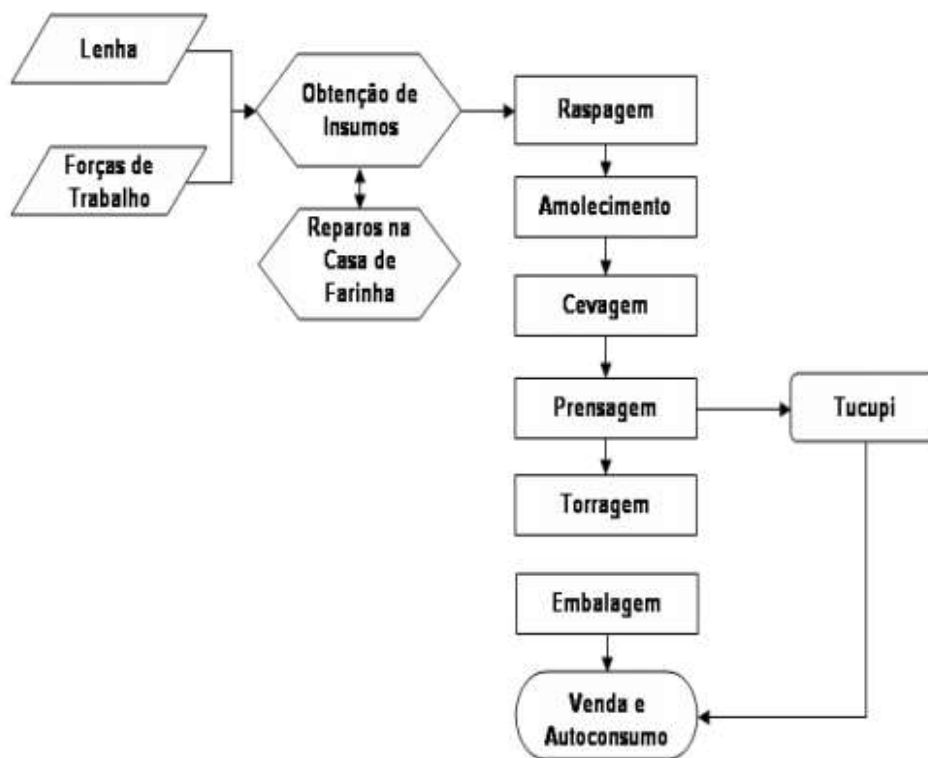 Lenha
Forças de
Trabalho
Obtenção de
Insumos
Reparos na
Casa de
Farinha
Raspagem
Amolecimento
Cevagem
Prensagem
Tucupi
Torragem
Embalagem
Venda e
Autoconsumo